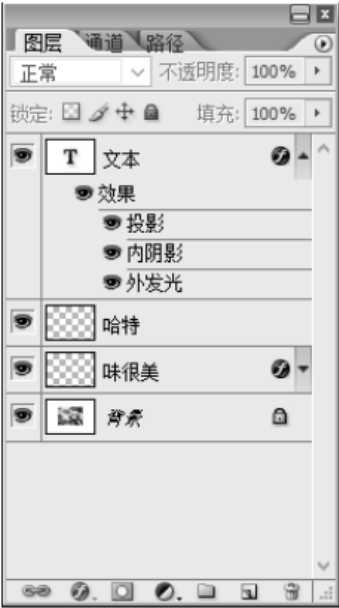 图层 通道 路径
正常 不透明度: 100%
锁定: 填充: 100%
T 文本
效果
投影
内阴影
外发光
哈特
味很美
背景